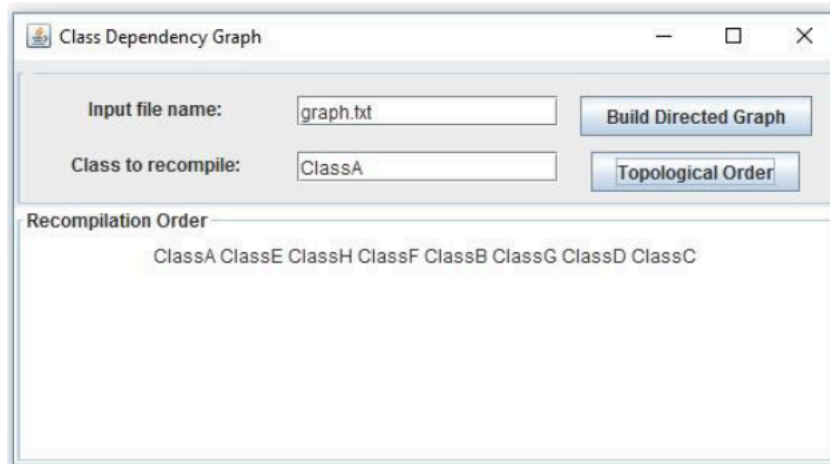 Class Dependency Graph
Input file name: graph.txt Build Directed Graph
Class to recompile: ClassA Topological Order
Recompilation Order
ClassA ClassE ClassH ClassF ClassB ClassG ClassD ClassC